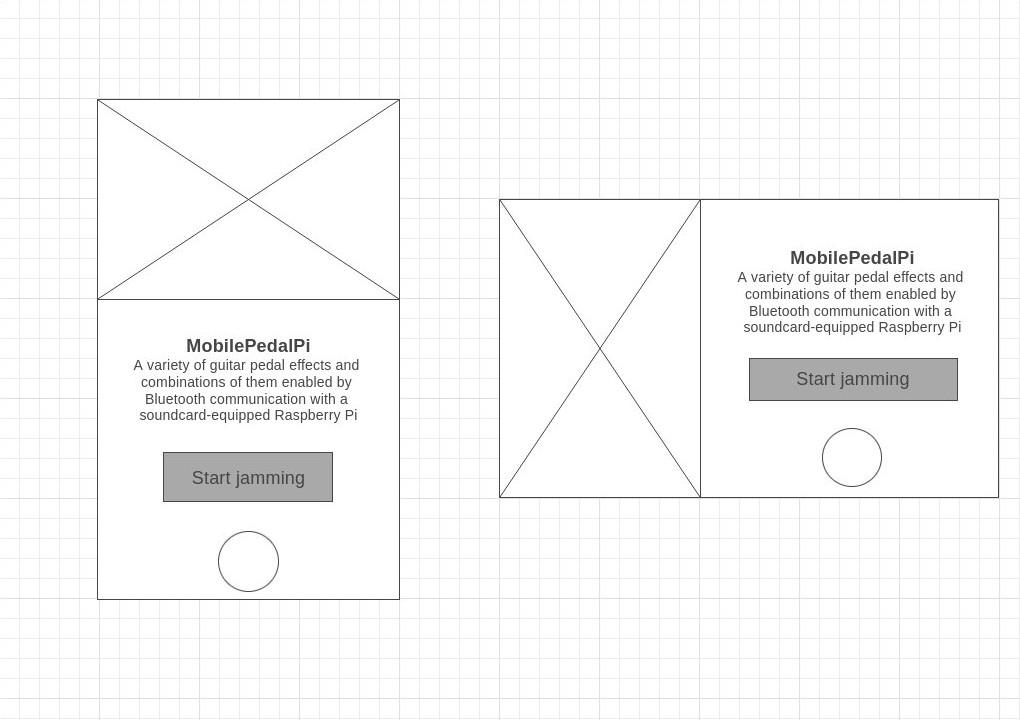 MobilePedalPi
A variety of guitar pedal effects and
combinations of them enabled by
Bluetooth communication with a
soundcard-equipped Raspberry Pi
Start jamming
MobilePedalPi
A variety of guitar pedal effects and
combinations of them enabled by
Bluetooth communication with a
soundcard-equipped Raspberry Pi
Start jamming